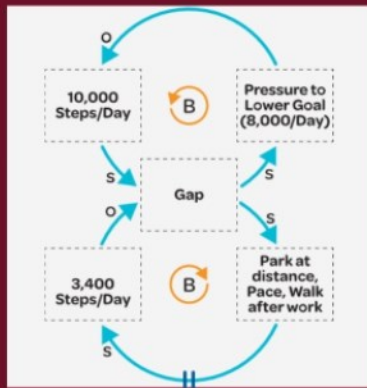 O
10,000
Steps/Day
B
Pressure to
Lower Goal
(8,000/Day)
S
S
Gap
O
S
3,400
Steps/Day
B
Park at
distance,
Pace, Walk
after work
S